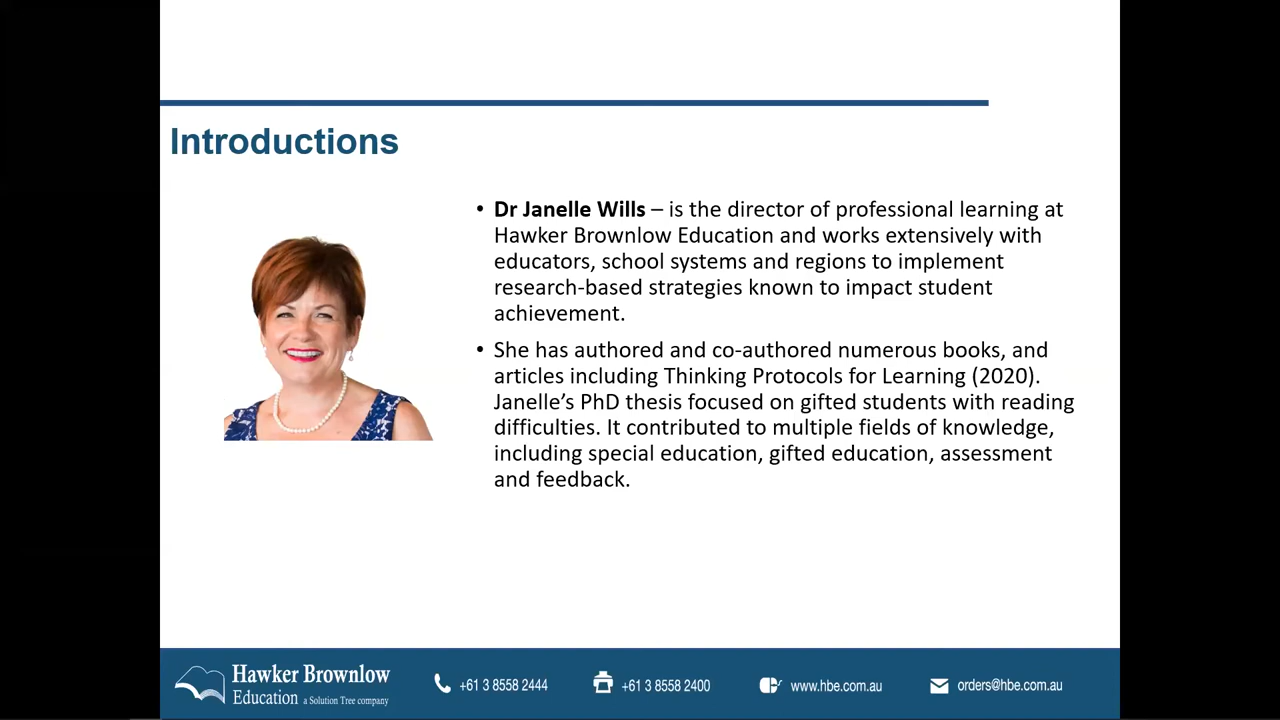 Introductions
• Dr Janelle Wills – is the director of professional learning at
Hawker Brownlow Education and works extensively with
educators, school systems and regions to implement
research-based strategies known to impact student
achievement.
• She has authored and co-authored numerous books, and
articles including Thinking Protocols for Learning (2020).
Janelle’s PhD thesis focused on gifted students with reading
difficulties. It contributed to multiple fields of knowledge,
including special education, gifted education, assessment
and feedback.
Hawker Brownlow
Education a Solution Tree company
+61 3 8558 2444
+61 3 8558 2400
www.hbe.com.au
orders@hbe.com.au